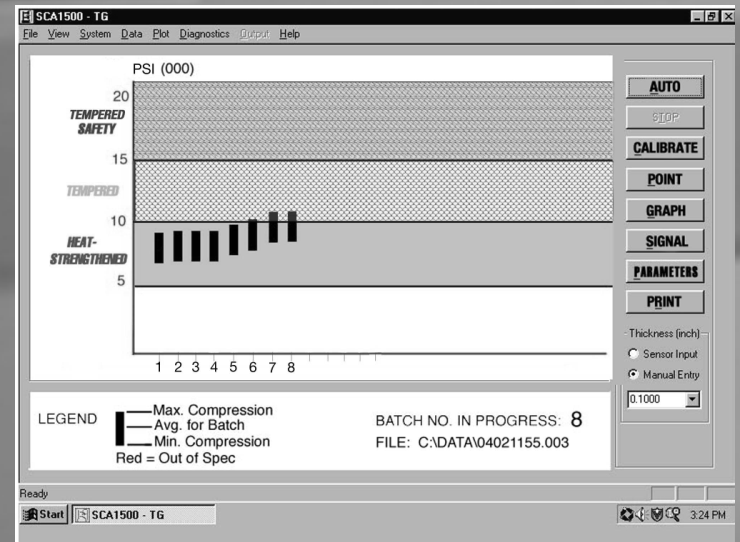 SCA1500 - TG
File View System Data Plot Diagnostics Output Help
PSI (000)
20
TEMPERED
SAFETY
15
TEMPERED
10
HEAT-
STRENGTHENED
5
1 2 3 4 5 6 7 8
AUTO
STOP
CALIBRATE
POINT
GRAPH
SIGNAL
PARAMETERS
PRINT
Thickness (inch)
Sensor Input
Manual Entry
0.1000
LEGEND
Max. Compression
Avg. for Batch
Min. Compression
Red = Out of Spec
BATCH NO. IN PROGRESS: 8
FILE: C:\DATA\04021155.003
Ready
Start SCA1500 - TG 3:24 PM